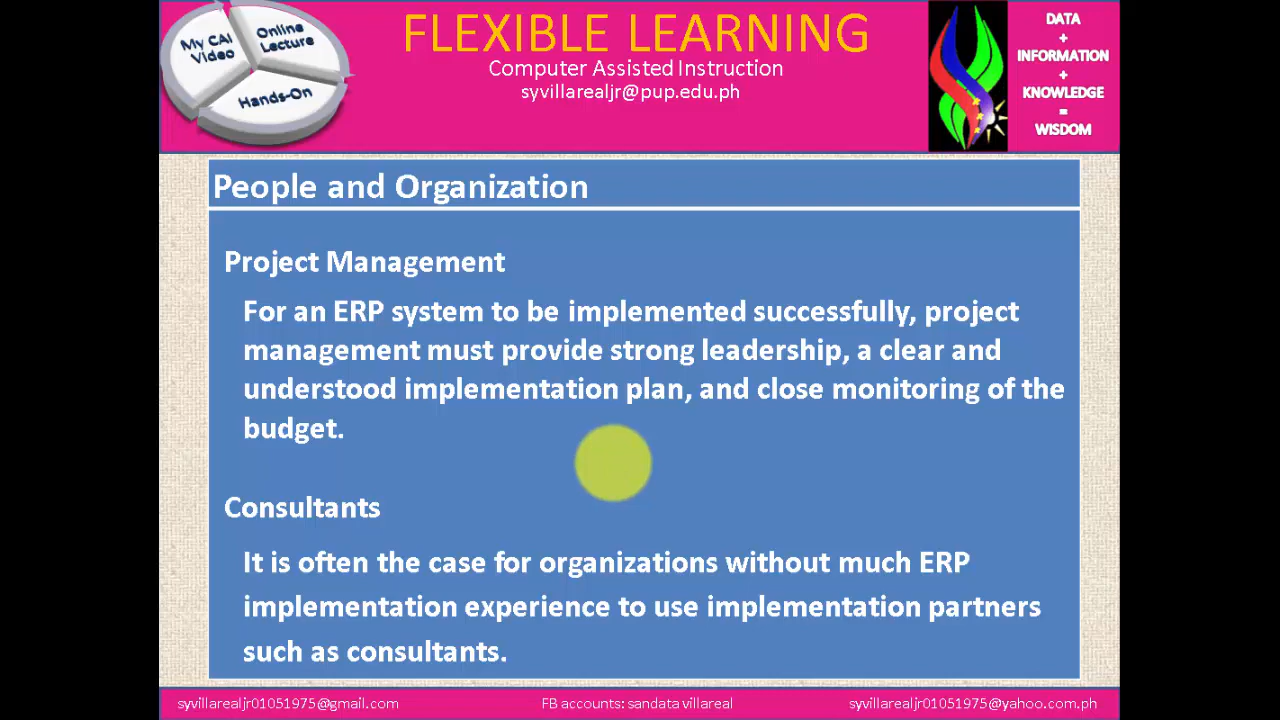 My CAI
Video
Online
Lecture
Hands-On
FLEXIBLE LEARNING
Computer Assisted Instruction
syvillarealjr@pup.edu.ph
DATA
+
INFORMATION
+
KNOWLEDGE
=
WISDOM
People and Organization
Project Management
For an ERP system to be implemented successfully, project
management must provide strong leadership, a clear and
understood implementation plan, and close monitoring of the
budget.
Consultants
It is often the case for organizations without much ERP
implementation experience to use implementation partners
such as consultants.
syvillarealjr01051975@gmail.com
FB accounts: sandata villareal
syvillarealjr01051975@yahoo.com.ph